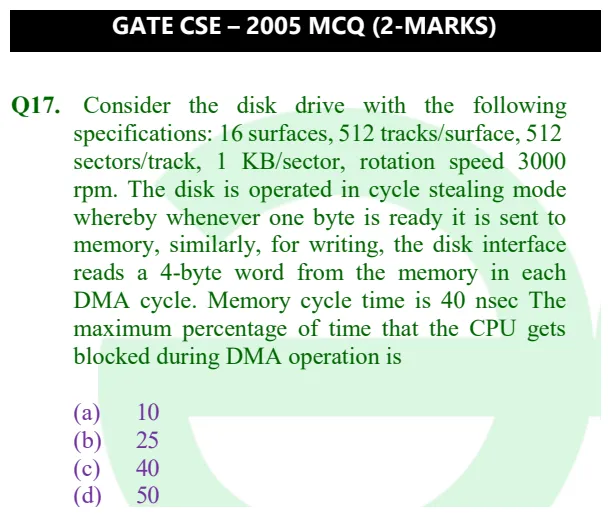 GATE CSE – 2005 MCQ (2-MARKS)
Q17. Consider the disk drive with the following
specifications: 16 surfaces, 512 tracks/surface, 512
sectors/track, 1 KB/sector, rotation speed 3000
rpm. The disk is operated in cycle stealing mode
whereby whenever one byte is ready it is sent to
memory, similarly, for writing, the disk interface
reads a 4-byte word from the memory in each
DMA cycle. Memory cycle time is 40 nsec The
maximum percentage of time that the CPU gets
blocked during DMA operation is
(a) 10
(b) 25
(c) 40
(d) 50